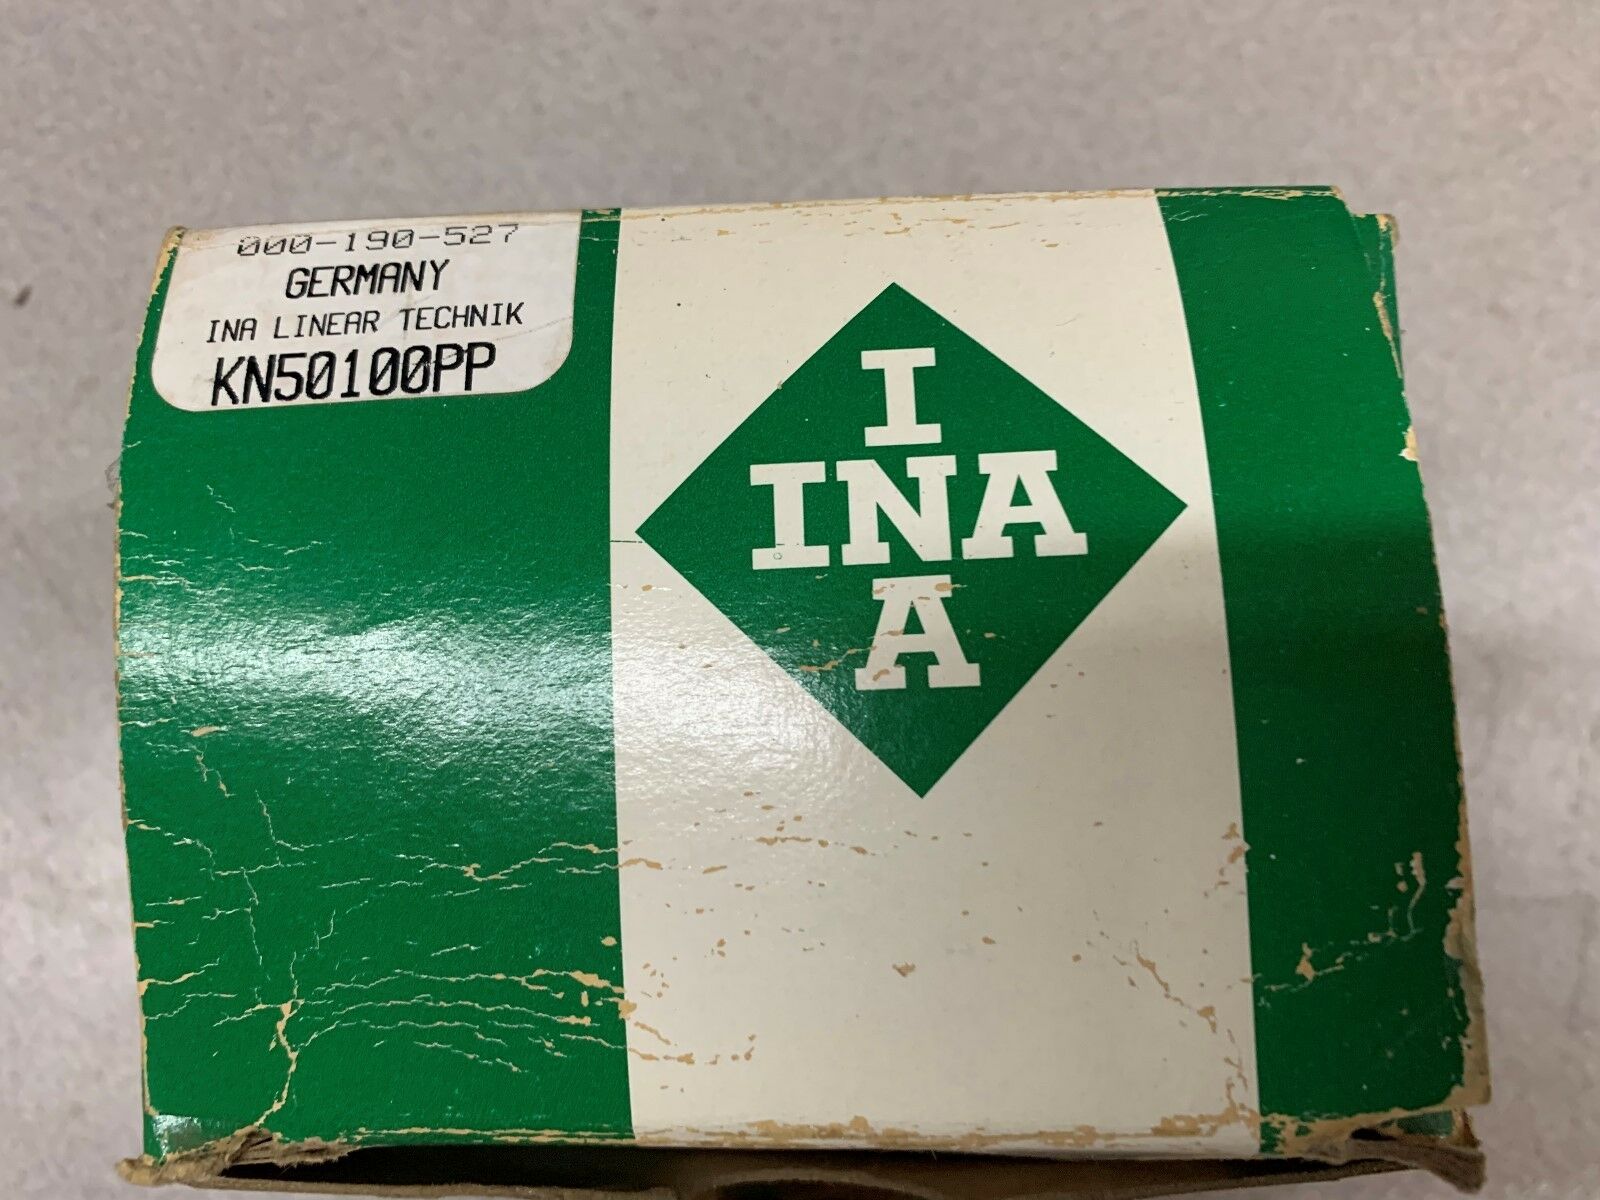 000-190-527
GERMANY
INA LINEAR TECHNIK
KN50100PP
I
INA
A